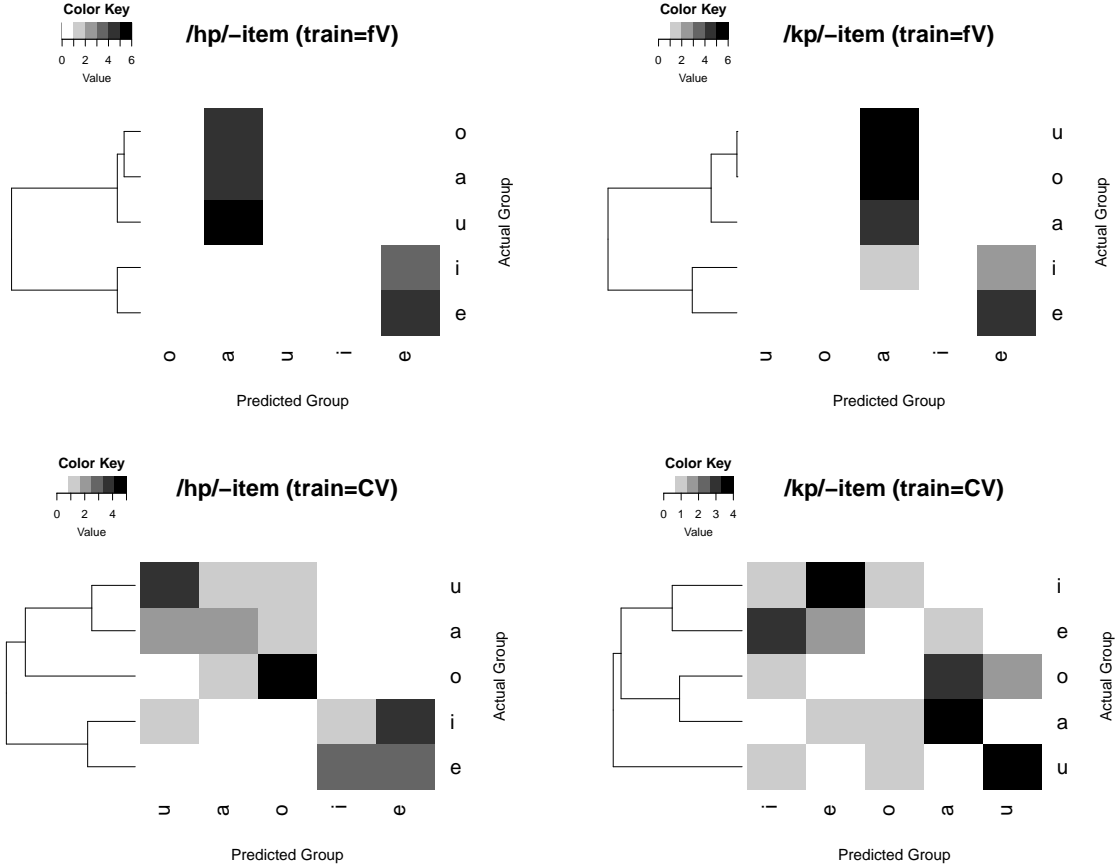 Color Key
/hp/−item (train=fV)
0 2 4 6
Value
o
a
u
i
e
Actual Group
o a u i e
Predicted Group
Color Key
/kp/−item (train=fV)
0 2 4 6
Value
u
o
a
i
e
Actual Group
u o a i e
Predicted Group
Color Key
/hp/−item (train=CV)
0 2 4
Value
u
a
o
i
e
Actual Group
u a o i e
Predicted Group
Color Key
/kp/−item (train=CV)
0 1 2 3 4
Value
i
e
o
a
u
Actual Group
i e o a u
Predicted Group